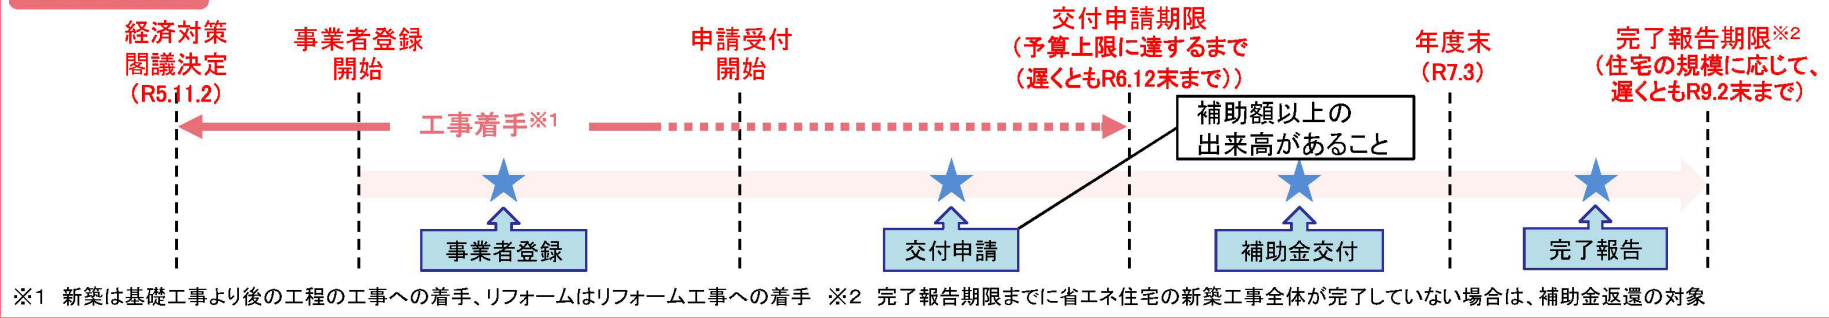 経済対策
閣議決定
(R5.11.2)
事業者登録
開始
申請受付
開始
交付申請期限
(予算上限に達するまで
(遅くともR6.12末まで))
年度末
(R7.3)
完了報告期限※2
(住宅の規模に応じて、
遅くともR9.2末まで)
工事着手※1
補助額以上の
出来高があること
事業者登録
交付申請
補助金交付
完了報告
※1 新築は基礎工事より後の工程の工事への着手、リフォームはリフォーム工事への着手 ※2 完了報告期限までに省エネ住宅の新築工事全体が完了していない場合は、補助金返還の対象